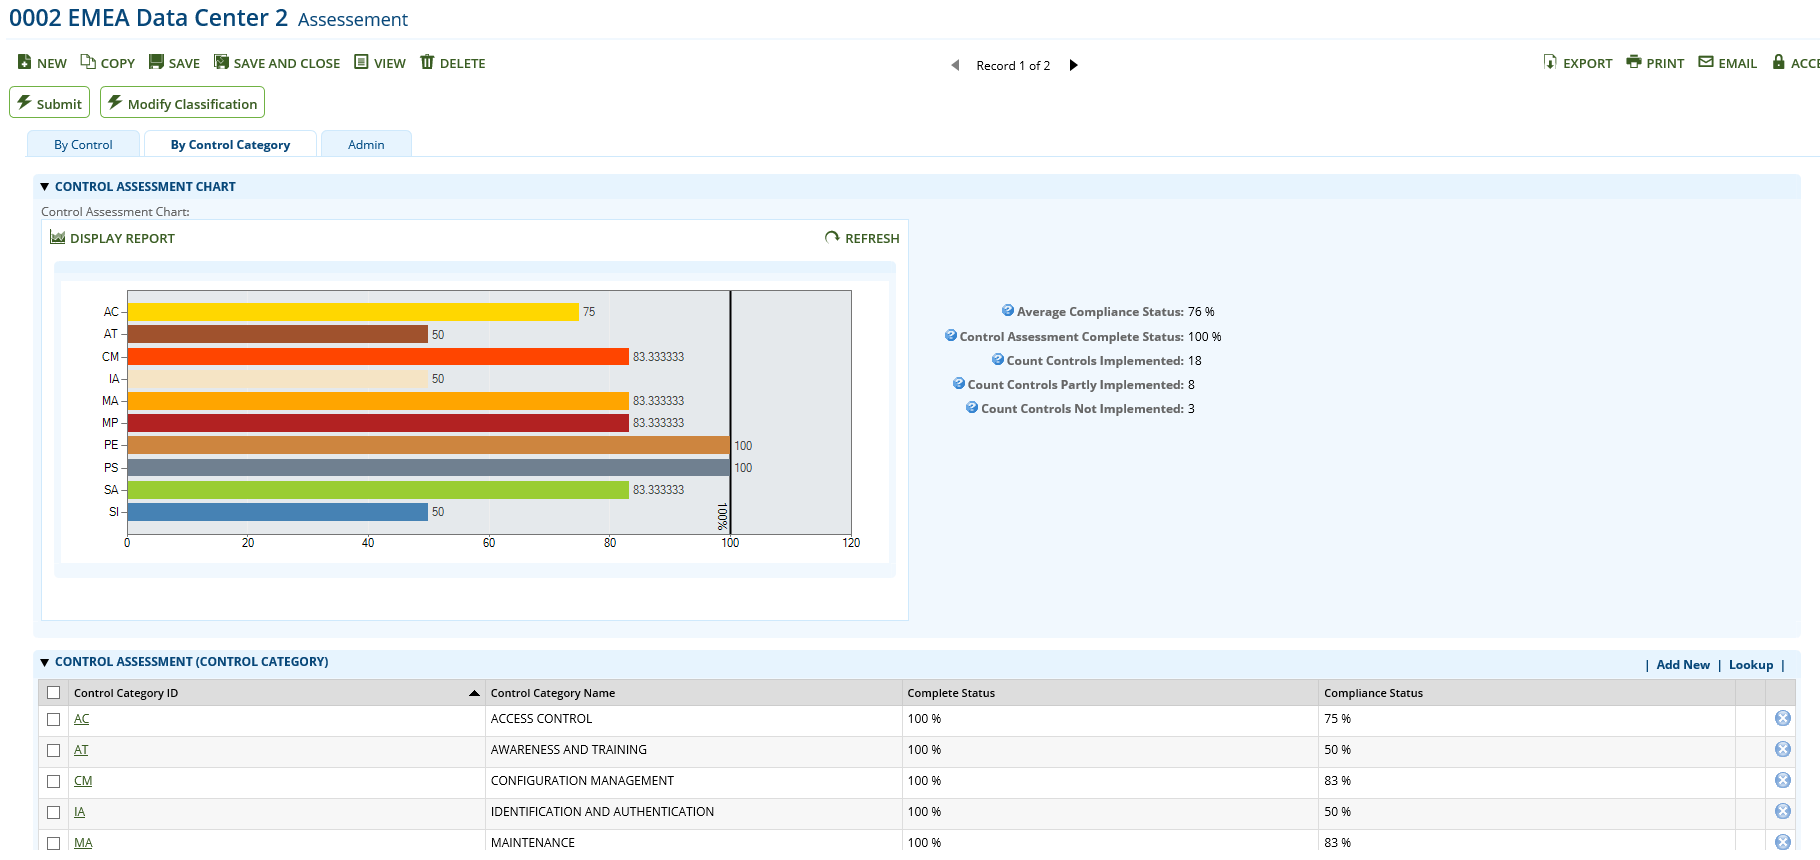 0002 EMEA Data Center 2 Assessement
NEW COPY SAVE SAVE AND CLOSE VIEW DELETE
Record 1 of 2
EXPORT PRINT EMAIL ACCE
Submit Modify Classification
By Control By Control Category Admin
CONTROL ASSESSMENT CHART
Control Assessment Chart:
DISPLAY REPORT REFRESH
AC 75
AT 50
CM 83.333333
IA 50
MA 83.333333
MP 83.333333
PE 100
PS 100
SA 83.333333
SI 50
100%
0 20 40 60 80 100 120
Average Compliance Status: 76 %
Control Assessment Complete Status: 100 %
Count Controls Implemented: 18
Count Controls Partly Implemented: 8
Count Controls Not Implemented: 3
CONTROL ASSESSMENT (CONTROL CATEGORY)
| Add New | Lookup |
Control Category ID Control Category Name Complete Status Compliance Status
AC ACCESS CONTROL 100 % 75 %
AT AWARENESS AND TRAINING 100 % 50 %
CM CONFIGURATION MANAGEMENT 100 % 83 %
IA IDENTIFICATION AND AUTHENTICATION 100 % 50 %
MA MAINTENANCE 100 % 83 %